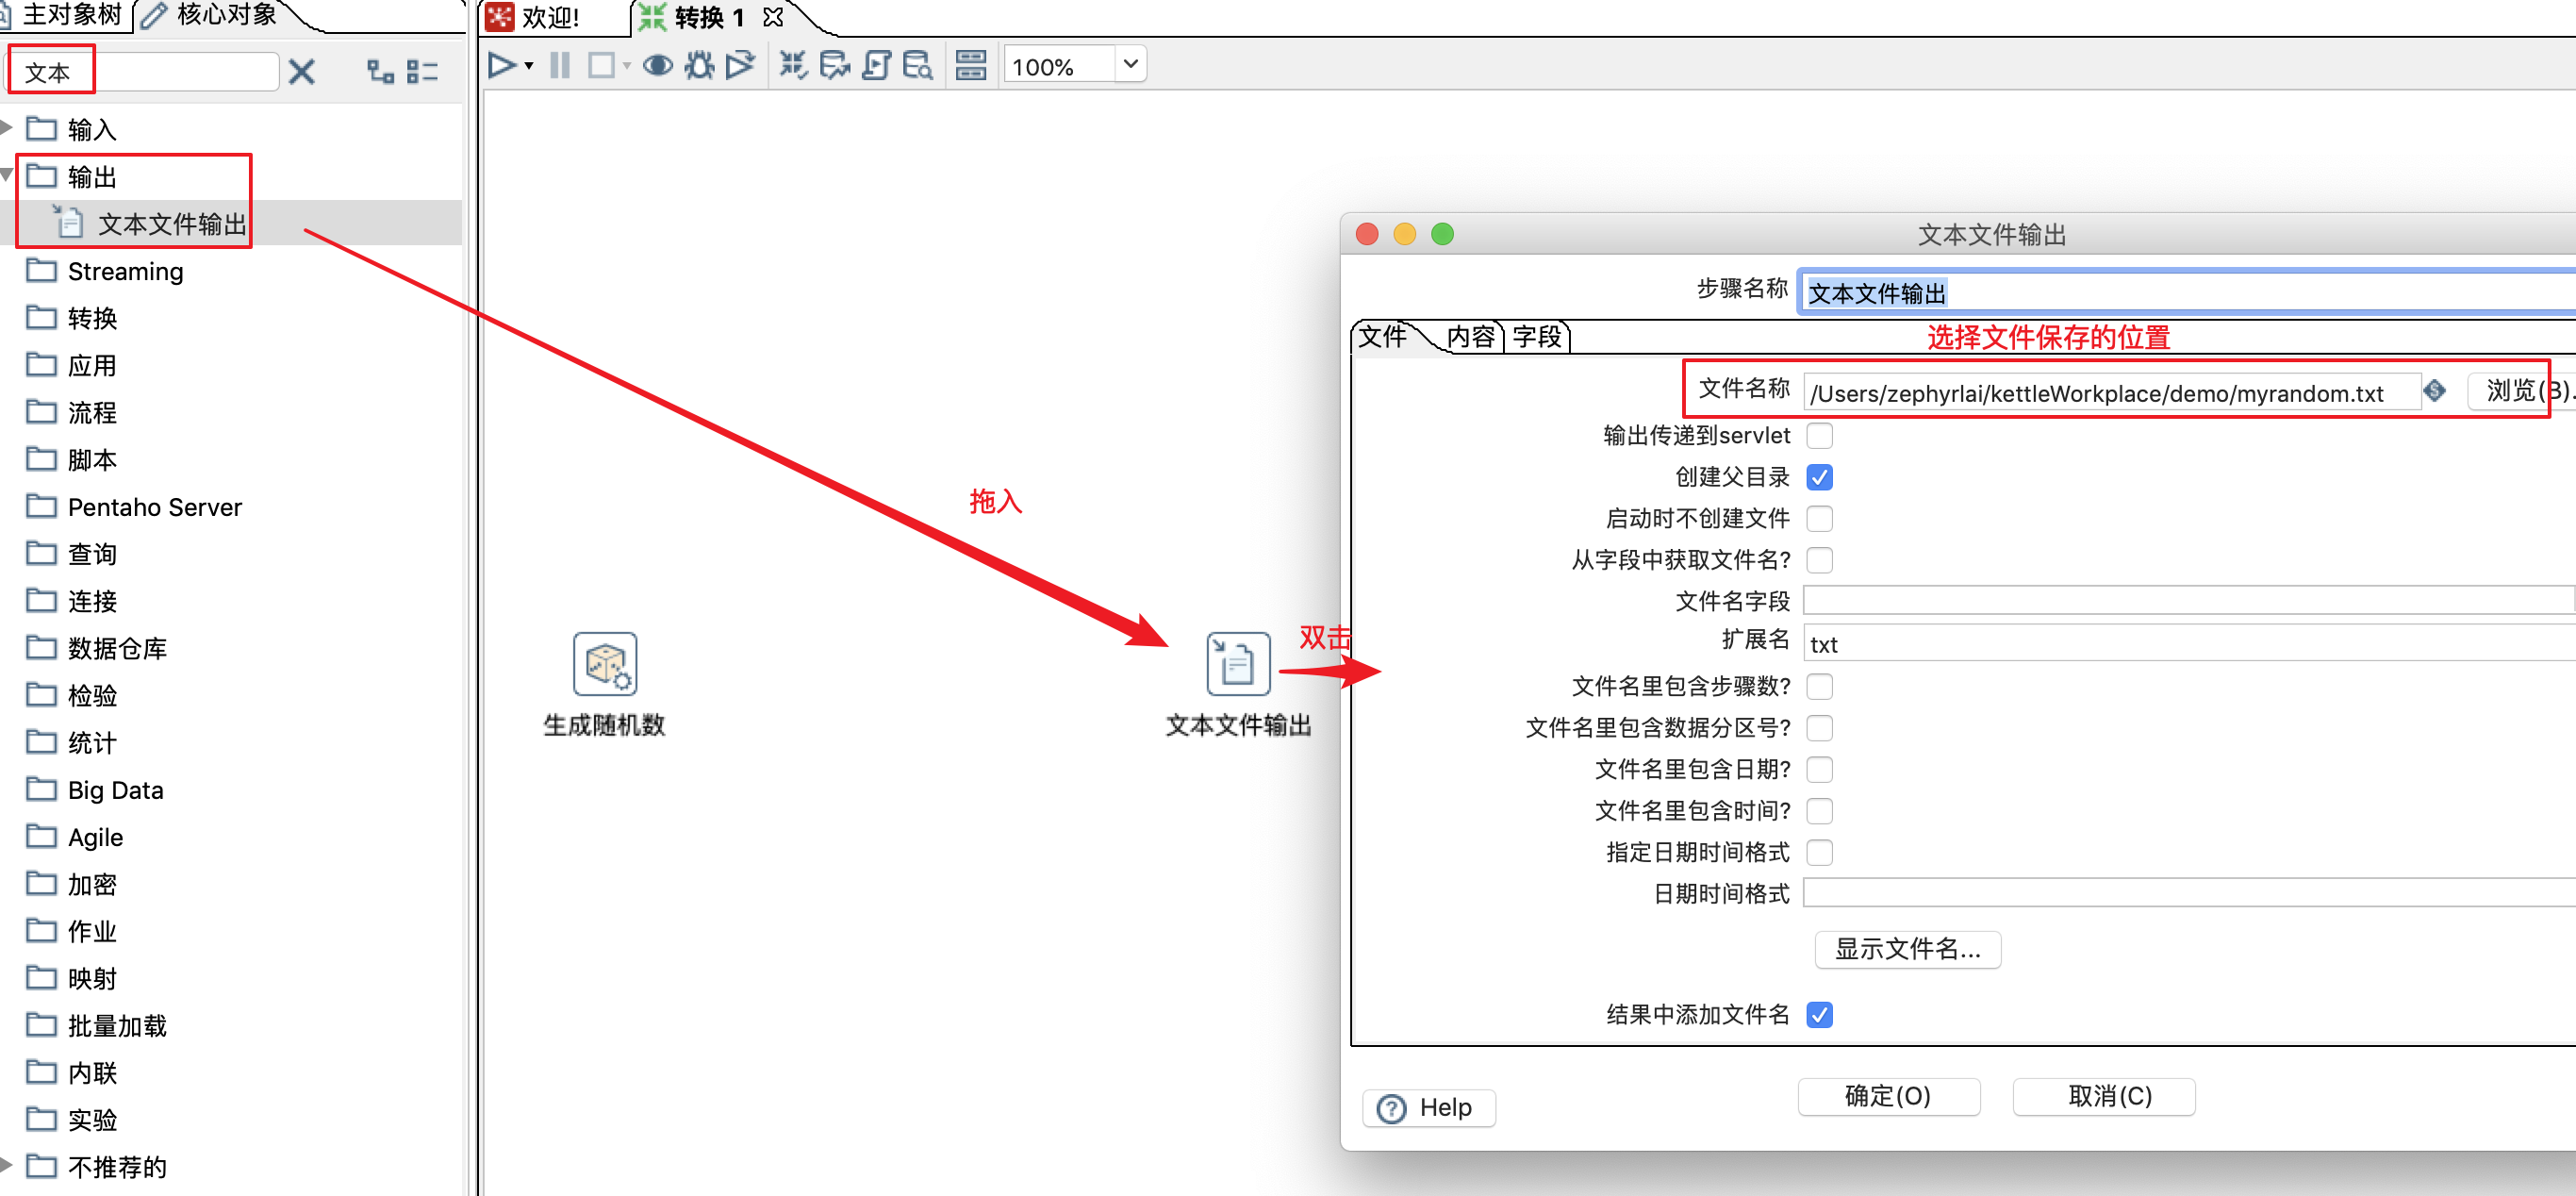 主对象树
核心对象
欢迎!
转换 1
文本
100%
输入
输出
文本文件输出
Streaming
转换
应用
流程
脚本
Pentaho Server
查询
连接
数据仓库
检验
统计
Big Data
Agile
加密
作业
映射
批量加载
内联
实验
不推荐的
拖入
生成随机数
文本文件输出
双击
文本文件输出
步骤名称 文本文件输出
文件 内容 字段
选择文件保存的位置
文件名称 /Users/zephyrlai/kettleWorkplace/demo/myrandom.txt 浏览(B).
输出传递到servlet
创建父目录
启动时不创建文件
从字段中获取文件名?
文件名字段
扩展名 txt
文件名里包含步骤数?
文件名里包含数据分区号?
文件名里包含日期?
文件名里包含时间?
指定日期时间格式
日期时间格式
显示文件名...
结果中添加文件名
Help
确定(O)
取消(C)